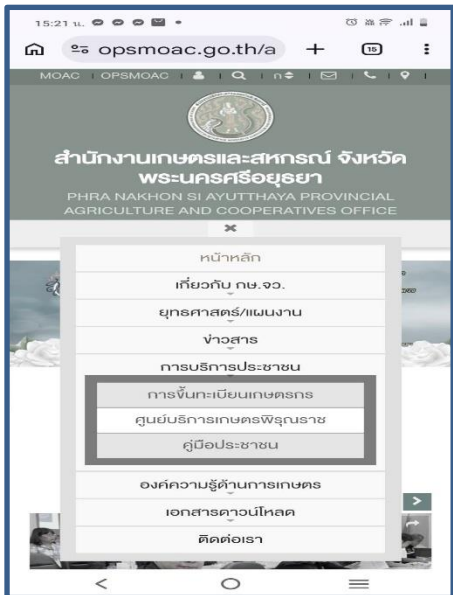 15:21 น.
opsmoac.go.th/a
15
MOAC | OPSMOAC | | | ก | | | |
สำนักงานเกษตรและสหกรณ์ จังหวัด
พระนครศรีอยุธยา
PHRA NAKHON SI AYUTTHAYA PROVINCIAL
AGRICULTURE AND COOPERATIVES OFFICE
หน้าหลัก
เกี่ยวกับ กษ.จว.
ยุทธศาสตร์/แผนงาน
ข่าวสาร
การบริการประชาชน
การขึ้นทะเบียนเกษตรกร
ศูนย์บริการเกษตรพิรุณราช
คู่มือประชาชน
องค์ความรู้ด้านการเกษตร
เอกสารดาวน์โหลด
ติดต่อเรา